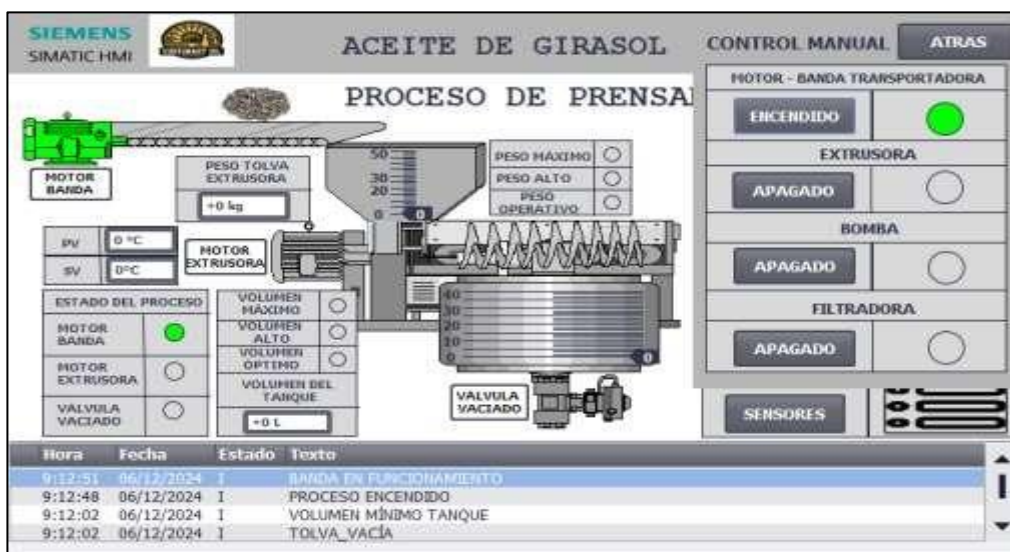 SIEMENS
SIMATIC HMI
ACEITE DE GIRASOL
CONTROL MANUAL
ATRAS
PROCESO DE PRENSA
MOTOR - BANDA TRANSPORTADORA
ENCENDIDO
EXTRUSORA
APAGADO
BOMBA
APAGADO
FILTRADORA
APAGADO
SENSORES
MOTOR
BANDA
PESO TOLVA
EXTRUSORA
+0 kg
50
30
20
0
0
PESO MÁXIMO
PESO ALTO
PESO
OPERATIVO
PV
0 °C
SV
0°C
MOTOR
EXTRUSORA
ESTADO DEL PROCESO
MOTOR
BANDA
MOTOR
EXTRUSORA
VALVULA
VACIADO
VOLUMEN
MÁXIMO
VOLUMEN
ALTO
VOLUMEN
OPTIMO
VOLUMEN DEL
TANQUE
+0 L
40
30
20
10
0
0
VALVULA
VACIADO
Hora Fecha Estado Texto
9:12:51 06/12/2024 I BANDA EN FUNCIONAMIENTO
9:12:48 06/12/2024 I PROCESO ENCENDIDO
9:12:02 06/12/2024 I VOLUMEN MÍNIMO TANQUE
9:12:02 06/12/2024 I TOLVA_VACÍA